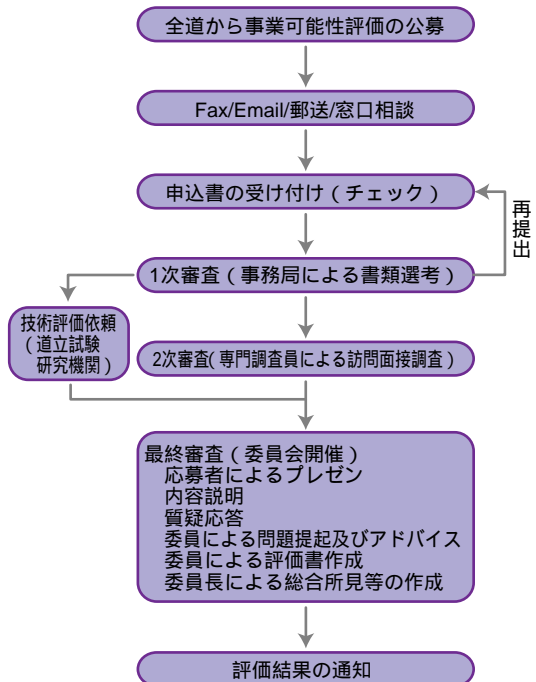 全道から事業可能性評価の公募
Fax/Email/郵送/窓口相談
申込書の受け付け（チェック）
再提出
1次審査（事務局による書類選考）
技術評価依頼
（道立試験
研究機関）
2次審査（専門調査員による訪問面接調査）
最終審査（委員会開催）
応募者によるプレゼン
内容説明
質疑応答
委員による問題提起及びアドバイス
委員による評価書作成
委員長による総合所見等の作成
評価結果の通知